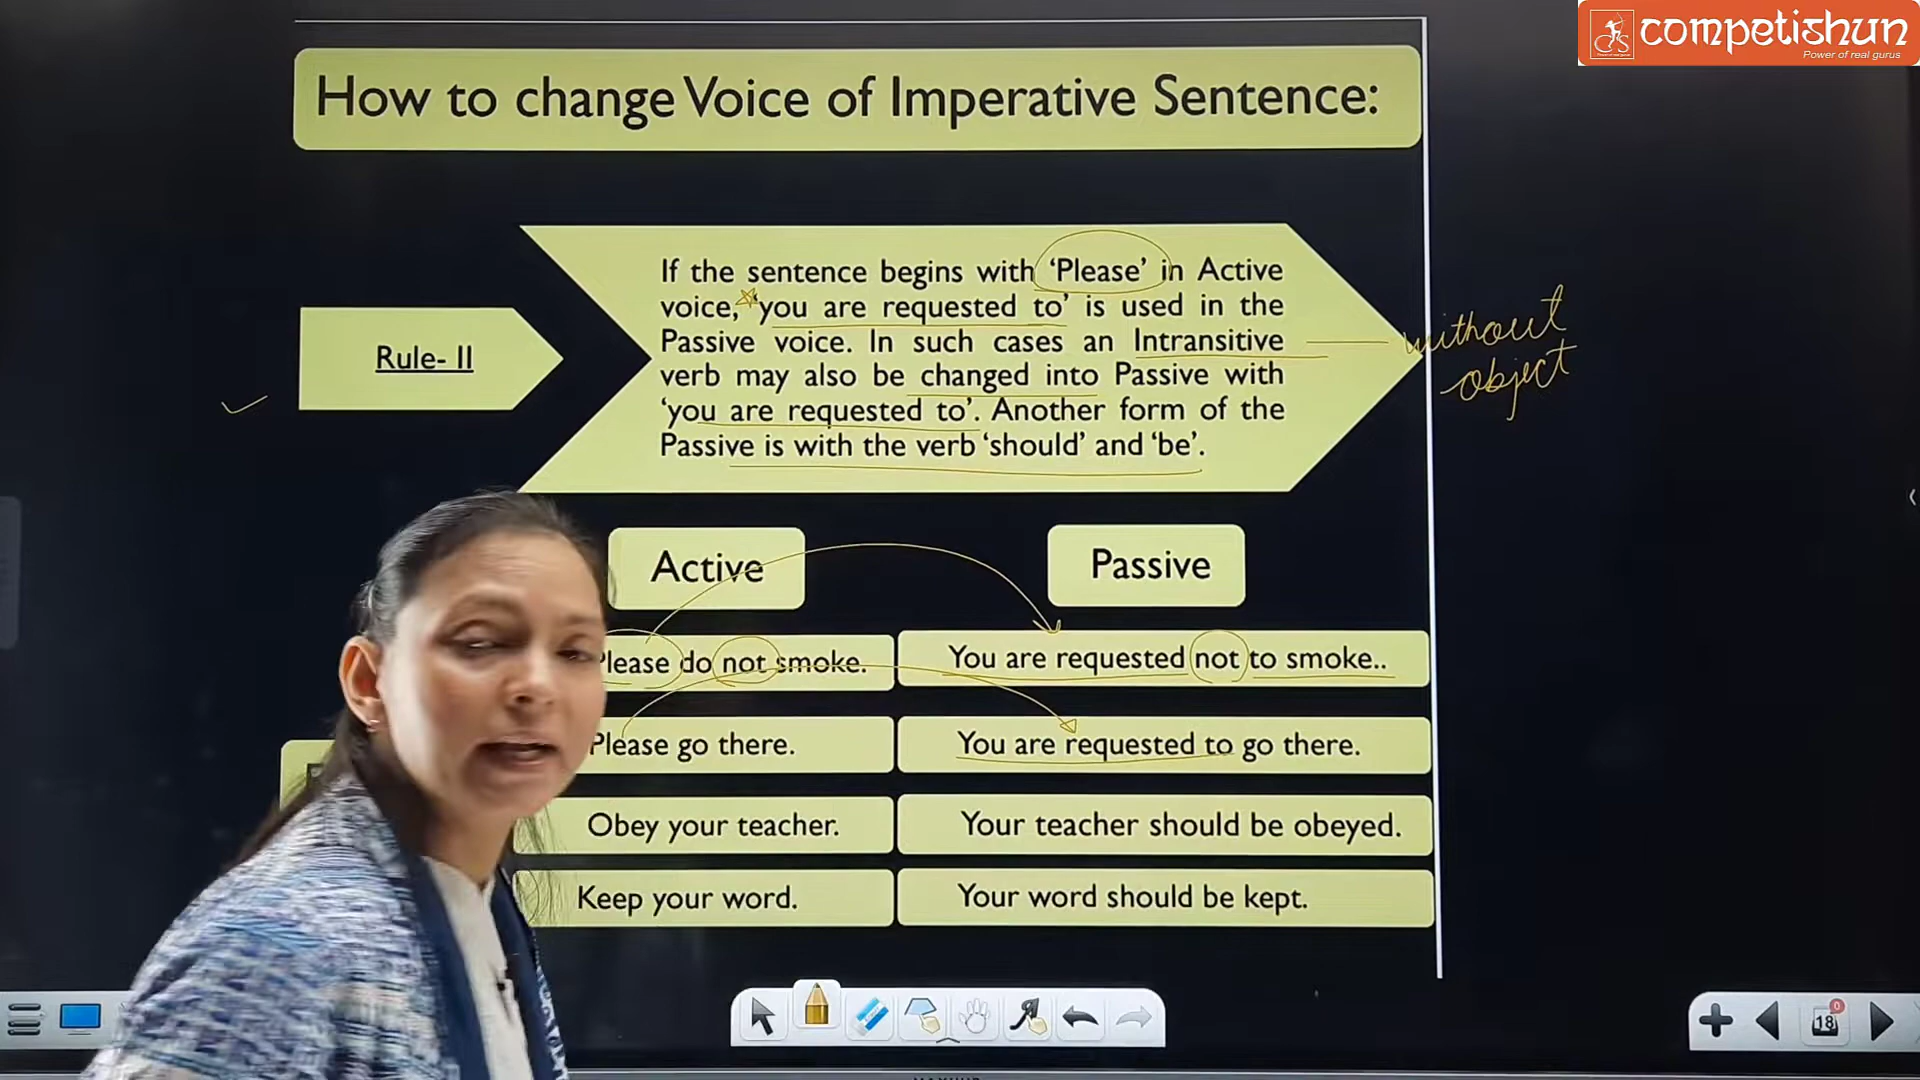 competishun
Power of real gurus
How to change Voice of Imperative Sentence:
Rule- II
If the sentence begins with ‘Please’ in Active
voice, ‘you are requested to’ is used in the
Passive voice. In such cases an Intransitive
verb may also be changed into Passive with
‘you are requested to’. Another form of the
Passive is with the verb ‘should’ and ‘be’.
without
object
Active
Passive
Please do not smoke.
You are requested not to smoke..
Please go there.
You are requested to go there.
Obey your teacher.
Your teacher should be obeyed.
Keep your word.
Your word should be kept.
18
0